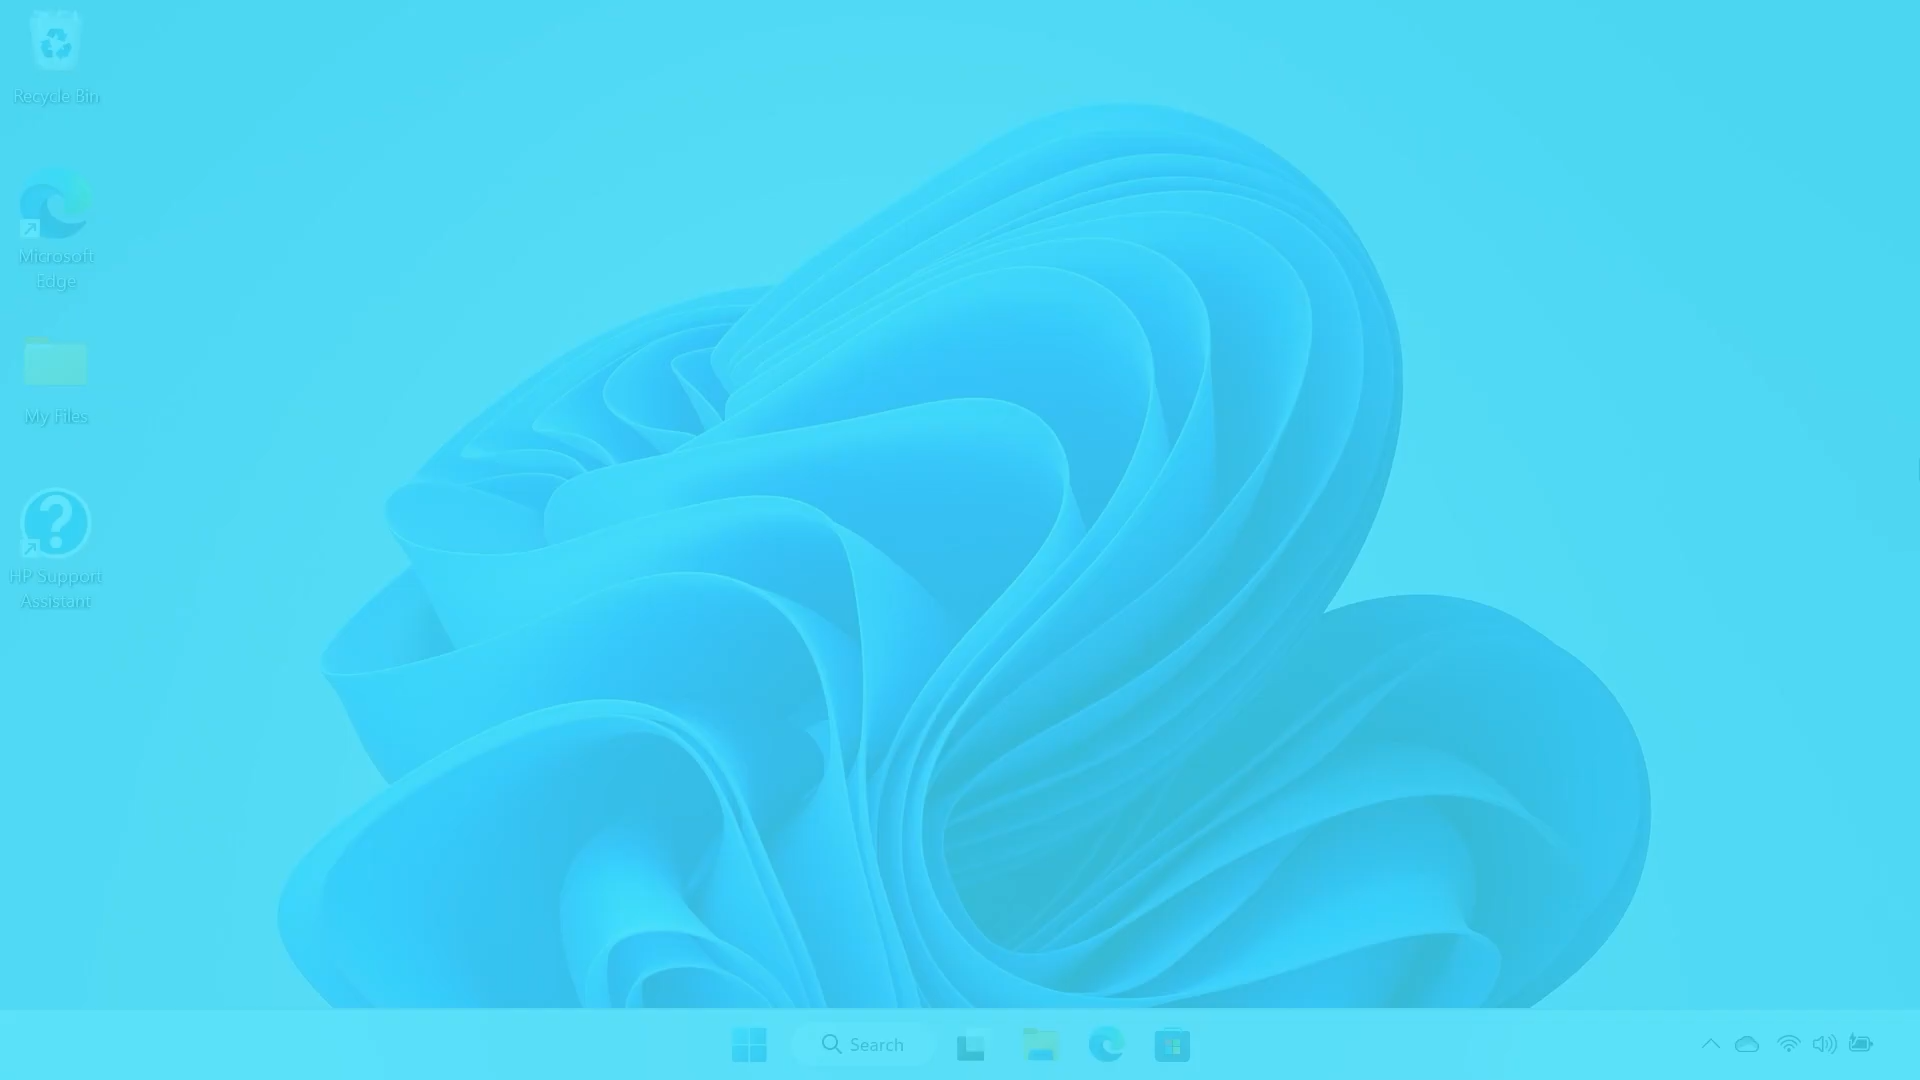 Recycle Bin
Microsoft
Edge
My Files
HP Support
Assistant
Search